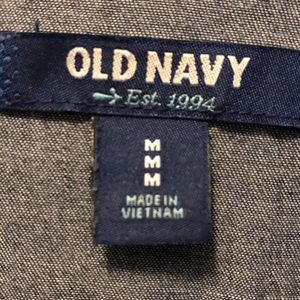 OLD NAVY
Est. 1994
M
M
M
MADE IN
VIETNAM